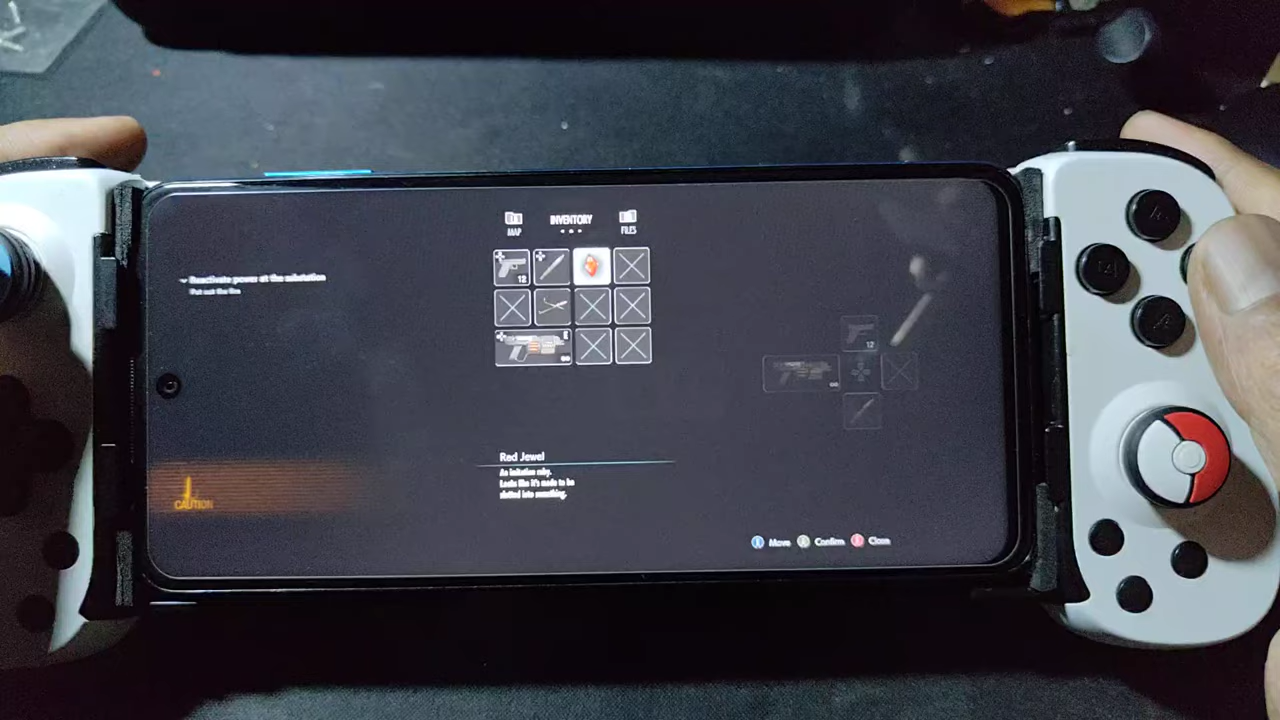 MAP
INVENTORY
FILES
Reactivate power at the substation
Put out the fire
12
12
Red Jewel
An imitation ruby.
Looks like it's made to be
slotted into something.
CAUTION
Move
Confirm
Close